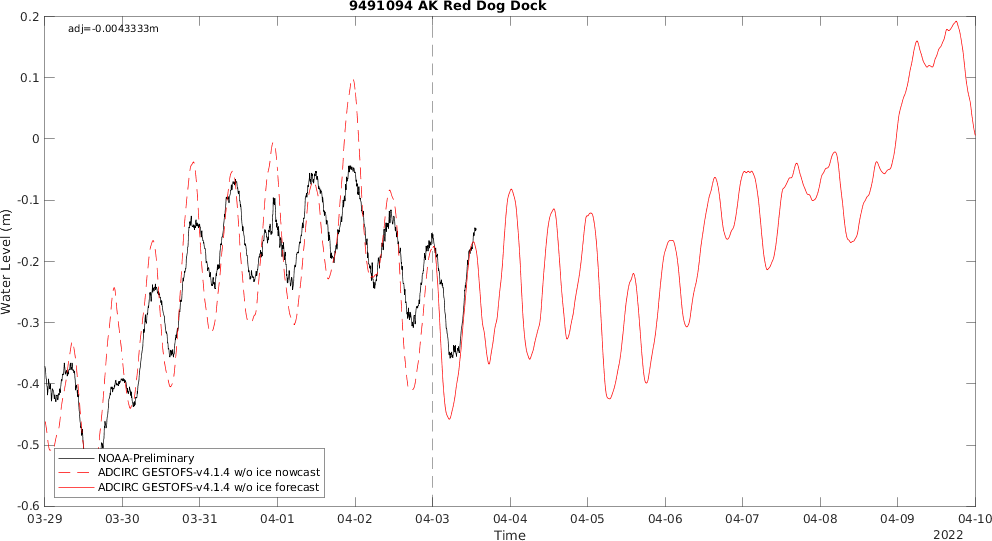 9491094 AK Red Dog Dock
adj=-0.0043333m
0.2
0.1
0
-0.1
-0.2
-0.3
-0.4
-0.5
-0.6
Water Level (m)
NOAA-Preliminary
ADCIRC GESTOFS-v4.1.4 w/o ice nowcast
ADCIRC GESTOFS-v4.1.4 w/o ice forecast
03-29 03-30 03-31 04-01 04-02 04-03 04-04 04-05 04-06 04-07 04-08 04-09 04-10
Time
2022